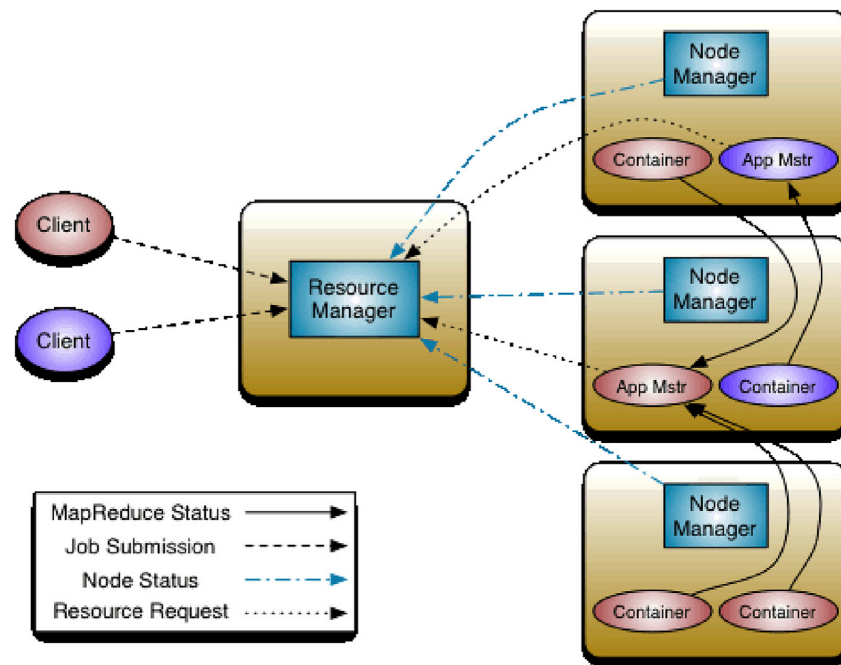 Node
Manager
Container
App Mstr
Client
Resource
Manager
Client
Node
Manager
App Mstr
Container
Node
Manager
Container
Container
MapReduce Status
Job Submission
Node Status
Resource Request